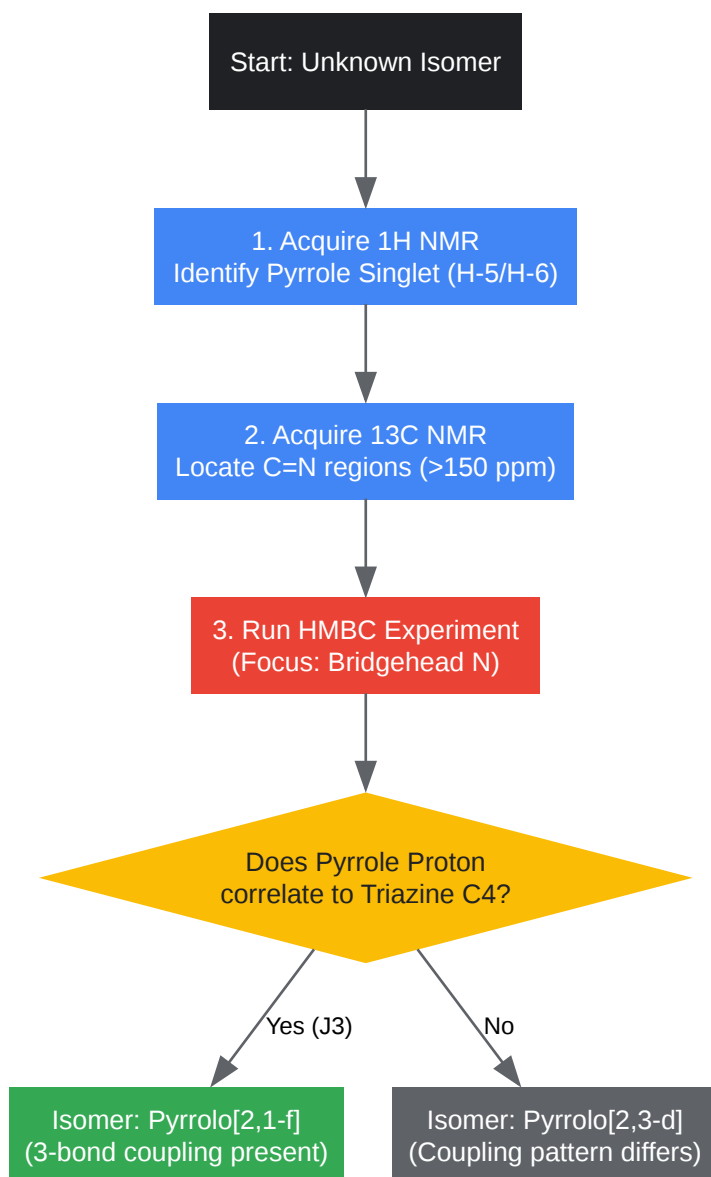 Start: Unknown Isomer
1. Acquire 1H NMR
Identify Pyrrole Singlet (H-5/H-6)
2. Acquire 13C NMR
Locate C=N regions (>150 ppm)
3. Run HMBC Experiment
(Focus: Bridgehead N)
Does Pyrrole Proton
correlate to Triazine C4?
Yes (J3)
No
Isomer: Pyrrolo[2,1-f]
(3-bond coupling present)
Isomer: Pyrrolo[2,3-d]
(Coupling pattern differs)